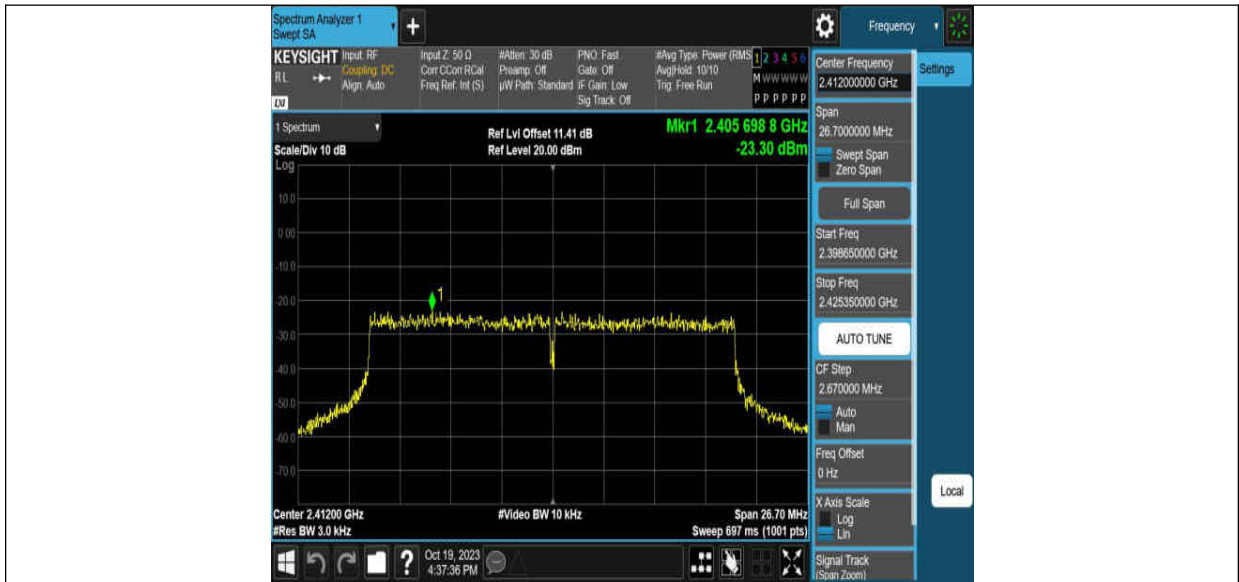 Spectrum Analyzer 1
Swept SA
+
Frequency
KEYSIGHT
RL
LXI
Input: RF
Coupling: DC
Align: Auto
Input Z: 50 Ω
Corr CCorr RCal
Freq Ref: Int (S)
#Atten: 30 dB
Preamp: Off
µW Path: Standard
PNO: Fast
Gate: Off
IF Gain: Low
Sig Track: Off
#Avg Type: Power (RMS
Avg|Hold: 10/10
Trig: Free Run
1 2 3 4 5 6
M W W W W W
P P P P P P
1 Spectrum
Scale/Div 10 dB
Log
Ref Lvl Offset 11.41 dB
Ref Level 20.00 dBm
Mkr1 2.405 698 8 GHz
-23.30 dBm
10.0
0.00
-10.0
-20.0
-30.0
-40.0
-50.0
-60.0
-70.0
1
Center 2.41200 GHz
#Res BW 3.0 kHz
#Video BW 10 kHz
Span 26.70 MHz
Sweep 697 ms (1001 pts)
?
Oct 19, 2023
4:37:36 PM
Center Frequency
2.412000000 GHz
Span
26.7000000 MHz
Swept Span
Zero Span
Full Span
Start Freq
2.398650000 GHz
Stop Freq
2.425350000 GHz
AUTO TUNE
CF Step
2.670000 MHz
Auto
Man
Freq Offset
0 Hz
X Axis Scale
Log
Lin
Signal Track
(Span Zoom)
Settings
Local